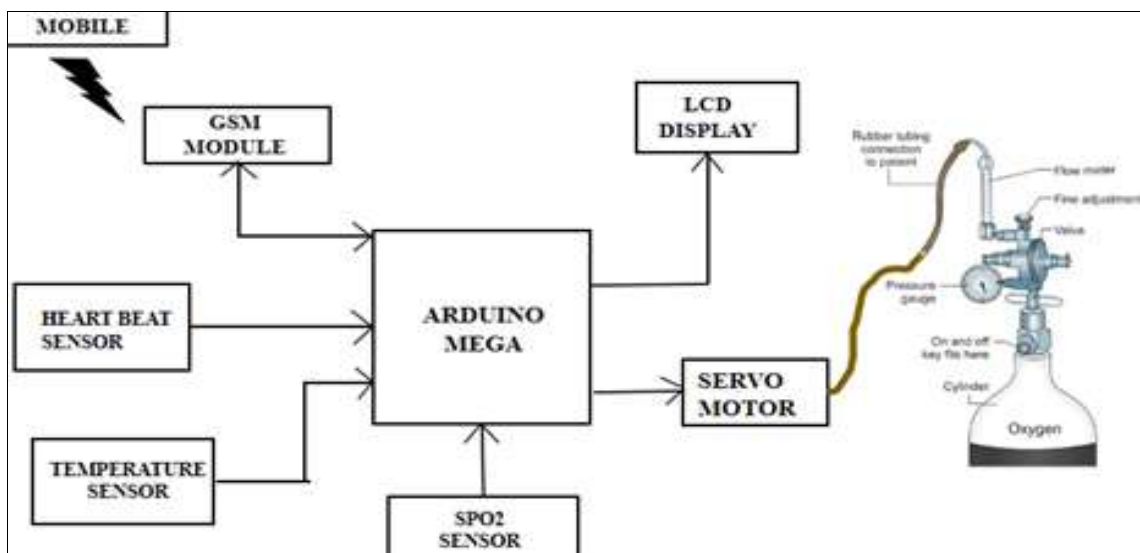 MOBILE
GSM
MODULE
LCD
DISPLAY
Rubber tubing
connection
to patient
Flow meter
Fine adjustment
Valve
Pressure
gauge
HEART BEAT
SENSOR
ARDUINO
MEGA
On and off
key fits here
SERVO
MOTOR
Cylinder
Oxygen
TEMPERATURE
SENSOR
SPO2
SENSOR